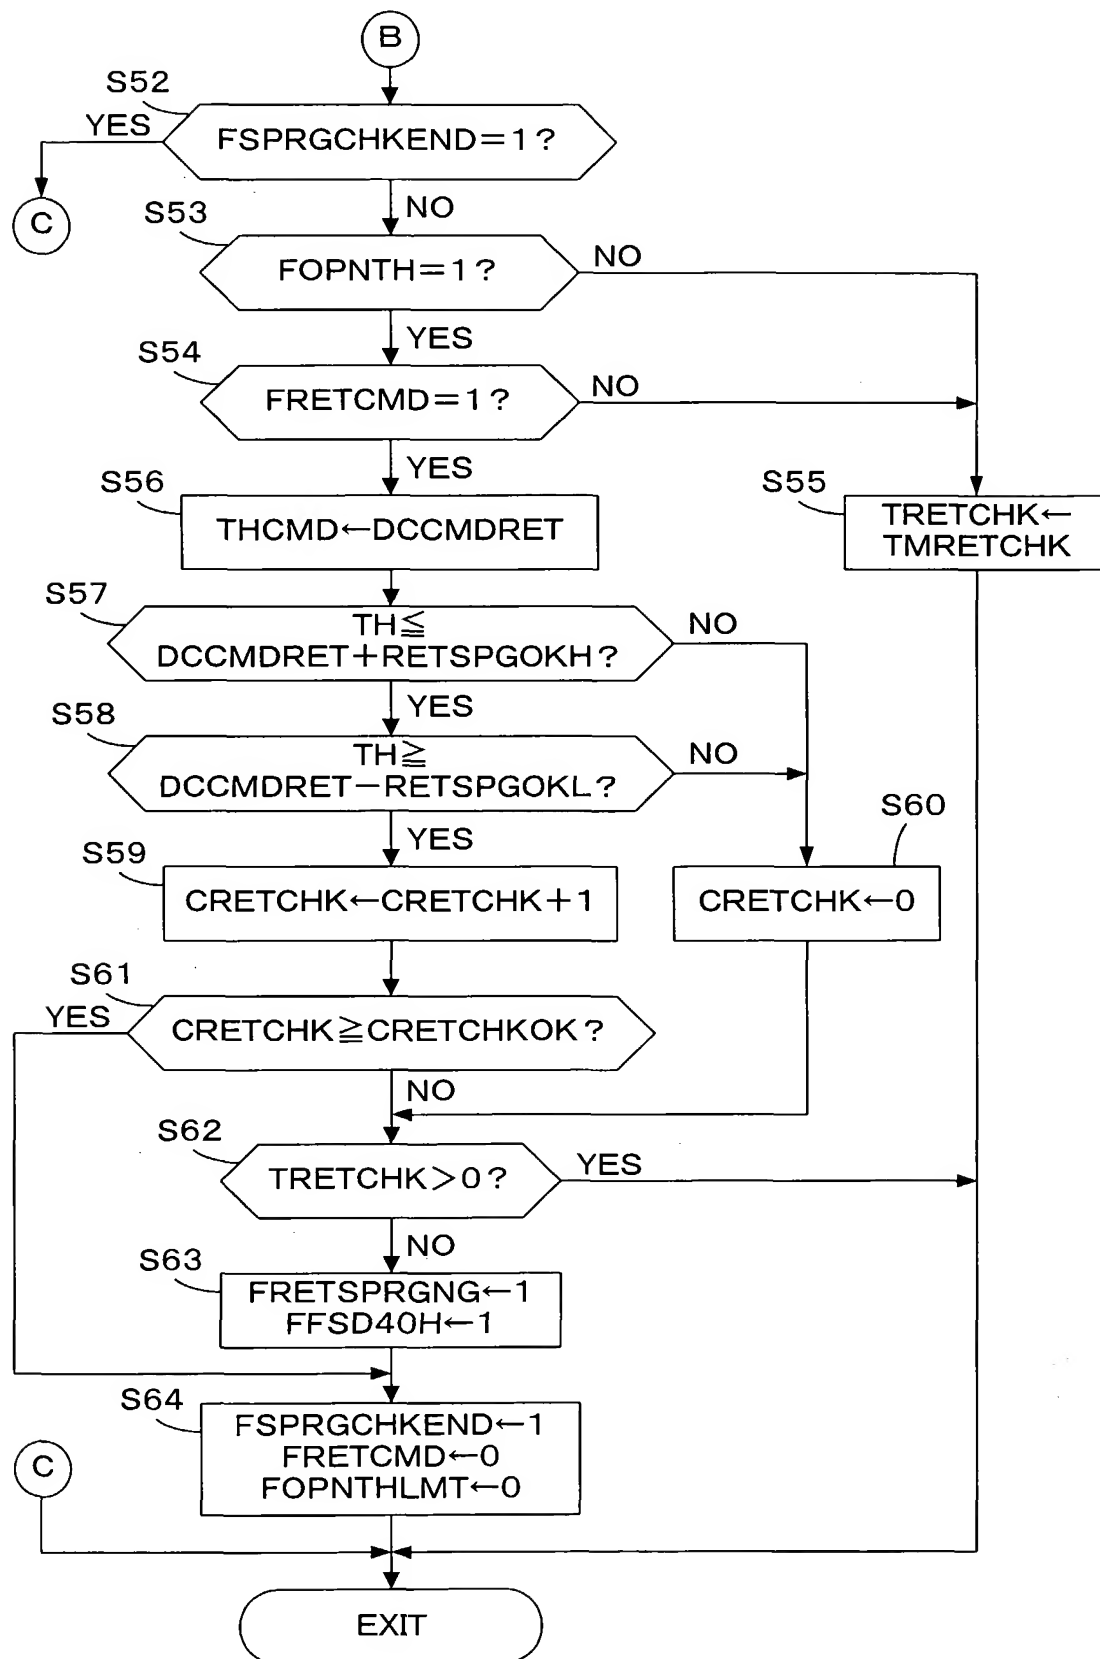 B
S52
YES
FSPRGCHKEND=1?
C
NO
S53
FOPNTH=1?
NO
YES
S54
FRETCMD=1?
NO
YES
S56
THCMD←DCCMDRET
S55
TRETCHK←
TMRETCHK
S57
TH≦
DCCMDRET+RETSPGOKH?
NO
YES
S58
TH≧
DCCMDRET−RETSPGOKL?
NO
YES
S59
CRETCHK←CRETCHK+1
S60
CRETCHK←0
S61
YES
CRETCHK≧CRETCHKOK?
NO
S62
TRETCHK>0?
YES
NO
S63
FRETSPRGNG←1
FFSD40H←1
S64
FSPRGCHKEND←1
FRETCMD←0
FOPNTHLMT←0
C
EXIT